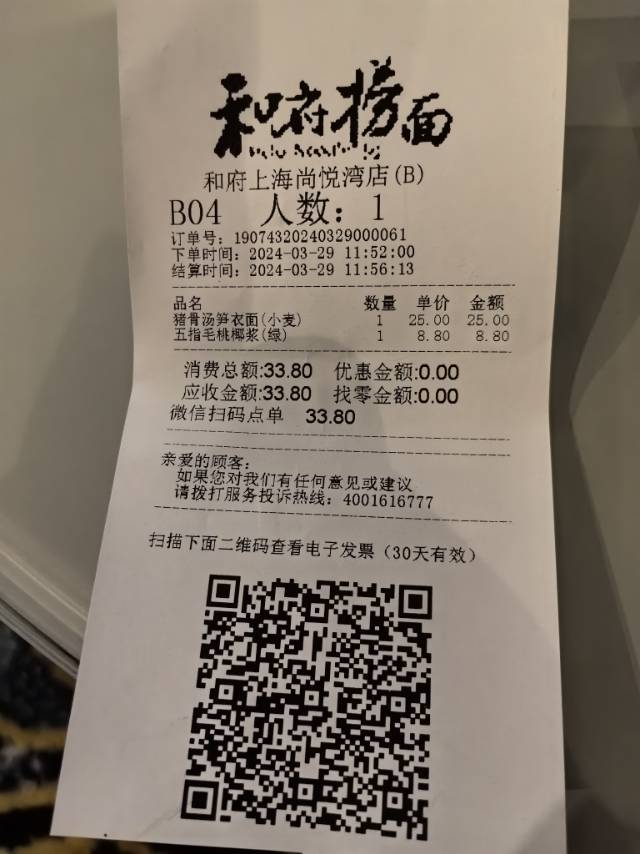 和府捞面
和府上海尚悦湾店(B)
B04 人数：1
订单号：19074320240329000061
下单时间：2024-03-29 11:52:00
结算时间：2024-03-29 11:56:13
品名 数量 单价 金额
猪骨汤笋衣面(小麦) 1 25.00 25.00
五指毛桃椰浆(绿) 1 8.80 8.80
消费总额:33.80 优惠金额:0.00
应收金额:33.80 找零金额:0.00
微信扫码点单 33.80
亲爱的顾客：
如果您对我们有任何意见或建议
请拨打服务投诉热线：4001616777
扫描下面二维码查看电子发票（30天有效）